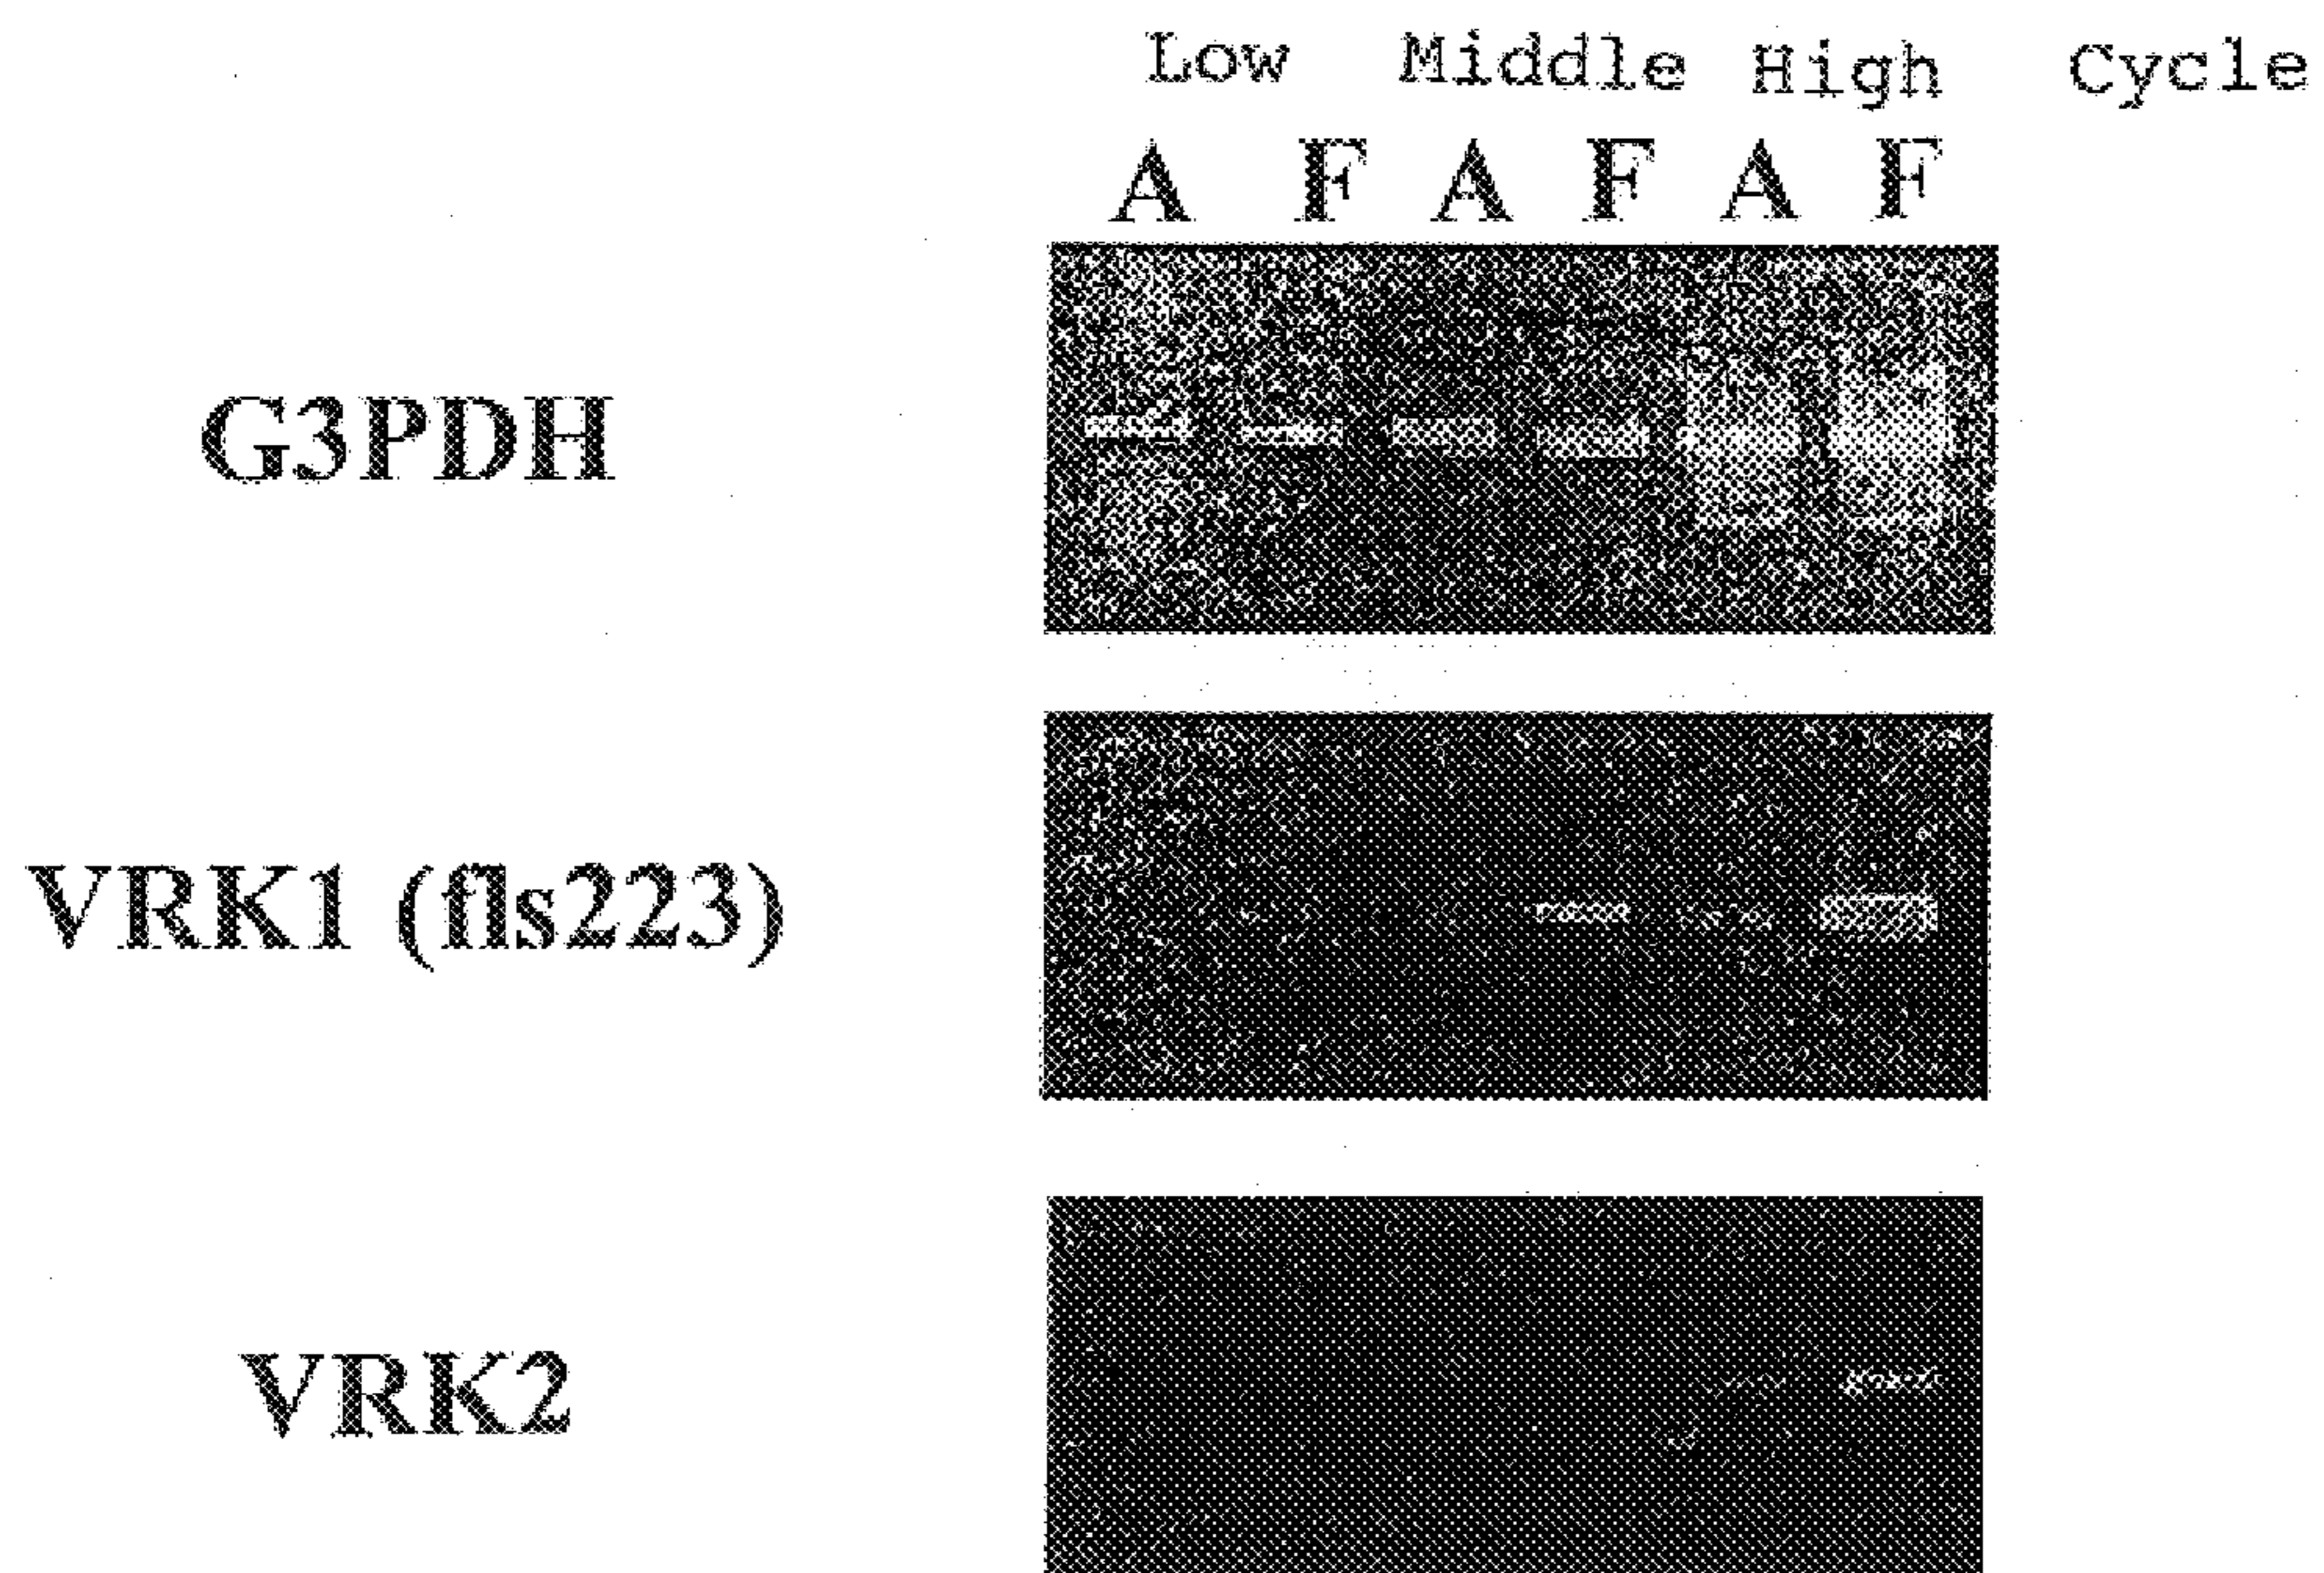 Low Middle High Cycle
A F A F A F
G3PDH
VRK1 (fls223)
VRK2